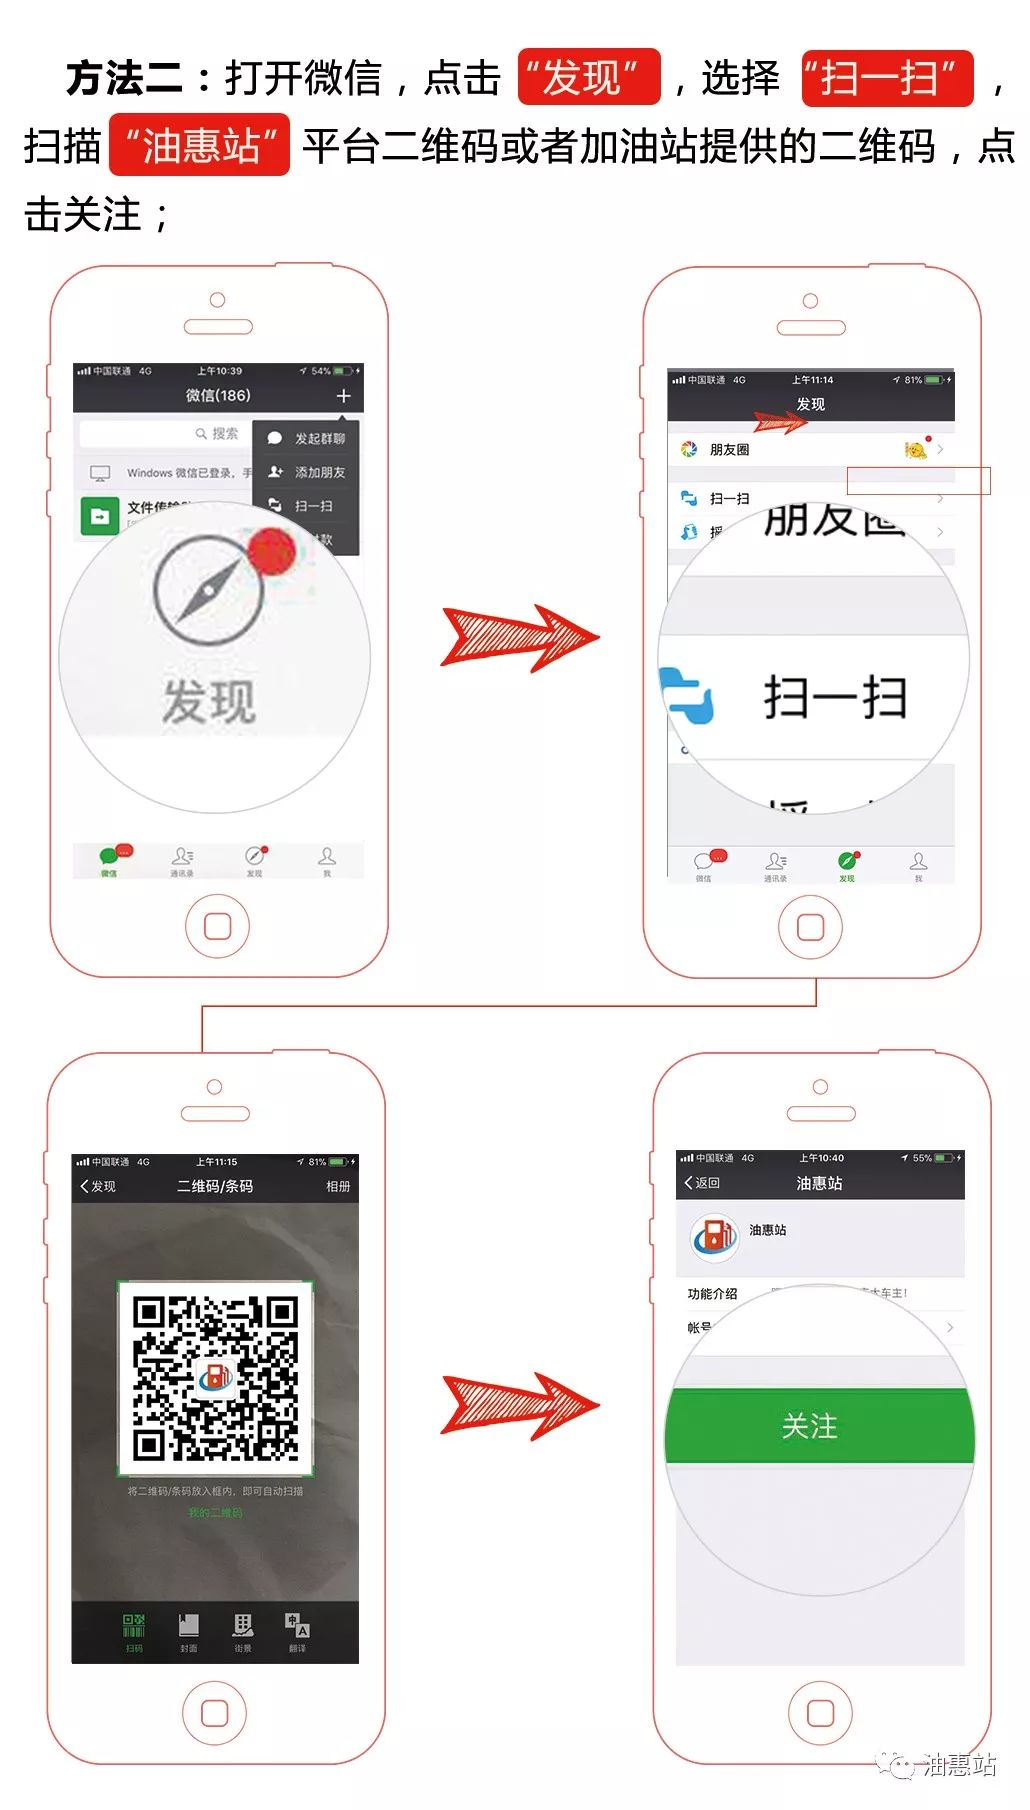 方法二：打开微信，点击“发现”，选择“扫一扫”，
扫描“油惠站”平台二维码或者加油站提供的二维码，点
击关注；
中国联通 4G 上午10:39 54%
微信(186)
搜索
发起群聊
Windows 微信已登录，手
添加朋友
文件传输
扫一扫
款
发现
微信
通讯录
发现
我
中国联通 4G 上午11:14 81%
发现
朋友圈
扫一扫
摇
朋友圈
扫一扫
摇一
微信
通讯录
发现
我
中国联通 4G 上午11:15 81%
发现
二维码/条码
相册
将二维码/条码放入框内，即可自动扫描
我的二维码
扫码
封面
街景
翻译
中国联通 4G 上午10:40 55%
返回
油惠站
油惠站
功能介绍
大车主！
帐号
关注
油惠站